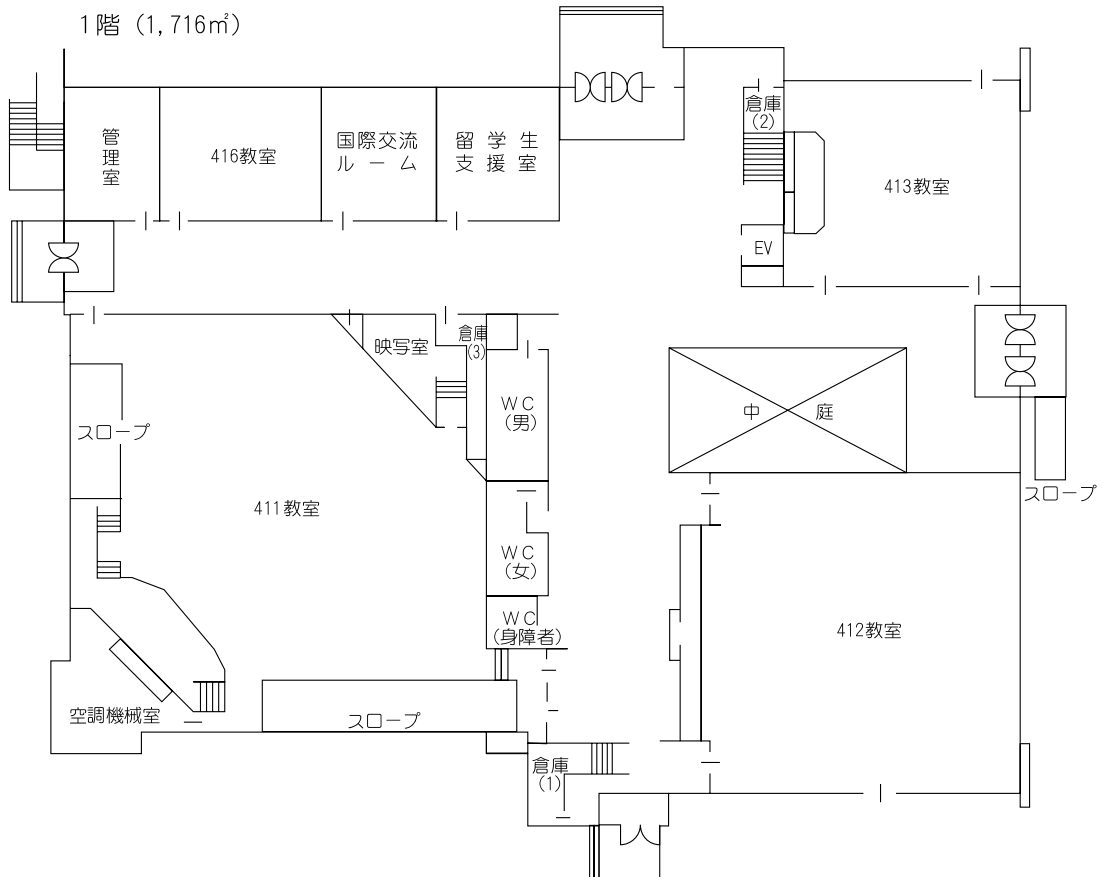 1階 (1,716㎡)
管理室
416教室
国際交流
ルーム
留学生
支援室
倉庫
(2)
413教室
EV
映写室
倉庫
(3)
WC
(男)
中庭
スロープ
スロープ
411教室
WC
(女)
WC
(身障者)
412教室
空調機械室
スロープ
倉庫
(1)